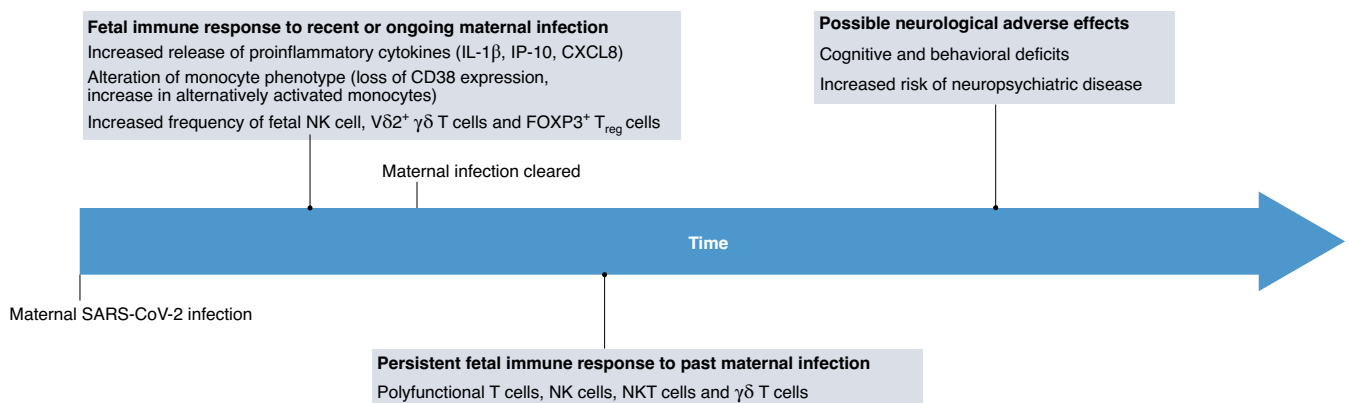 Fetal immune response to recent or ongoing maternal infection
Increased release of proinflammatory cytokines (IL-1β, IP-10, CXCL8)
Alteration of monocyte phenotype (loss of CD38 expression,
increase in alternatively activated monocytes)
Increased frequency of fetal NK cell, Vδ2⁺ γδ T cells and FOXP3⁺ T_reg cells
Possible neurological adverse effects
Cognitive and behavioral deficits
Increased risk of neuropsychiatric disease
Maternal infection cleared
Time
Maternal SARS-CoV-2 infection
Persistent fetal immune response to past maternal infection
Polyfunctional T cells, NK cells, NKT cells and γδ T cells